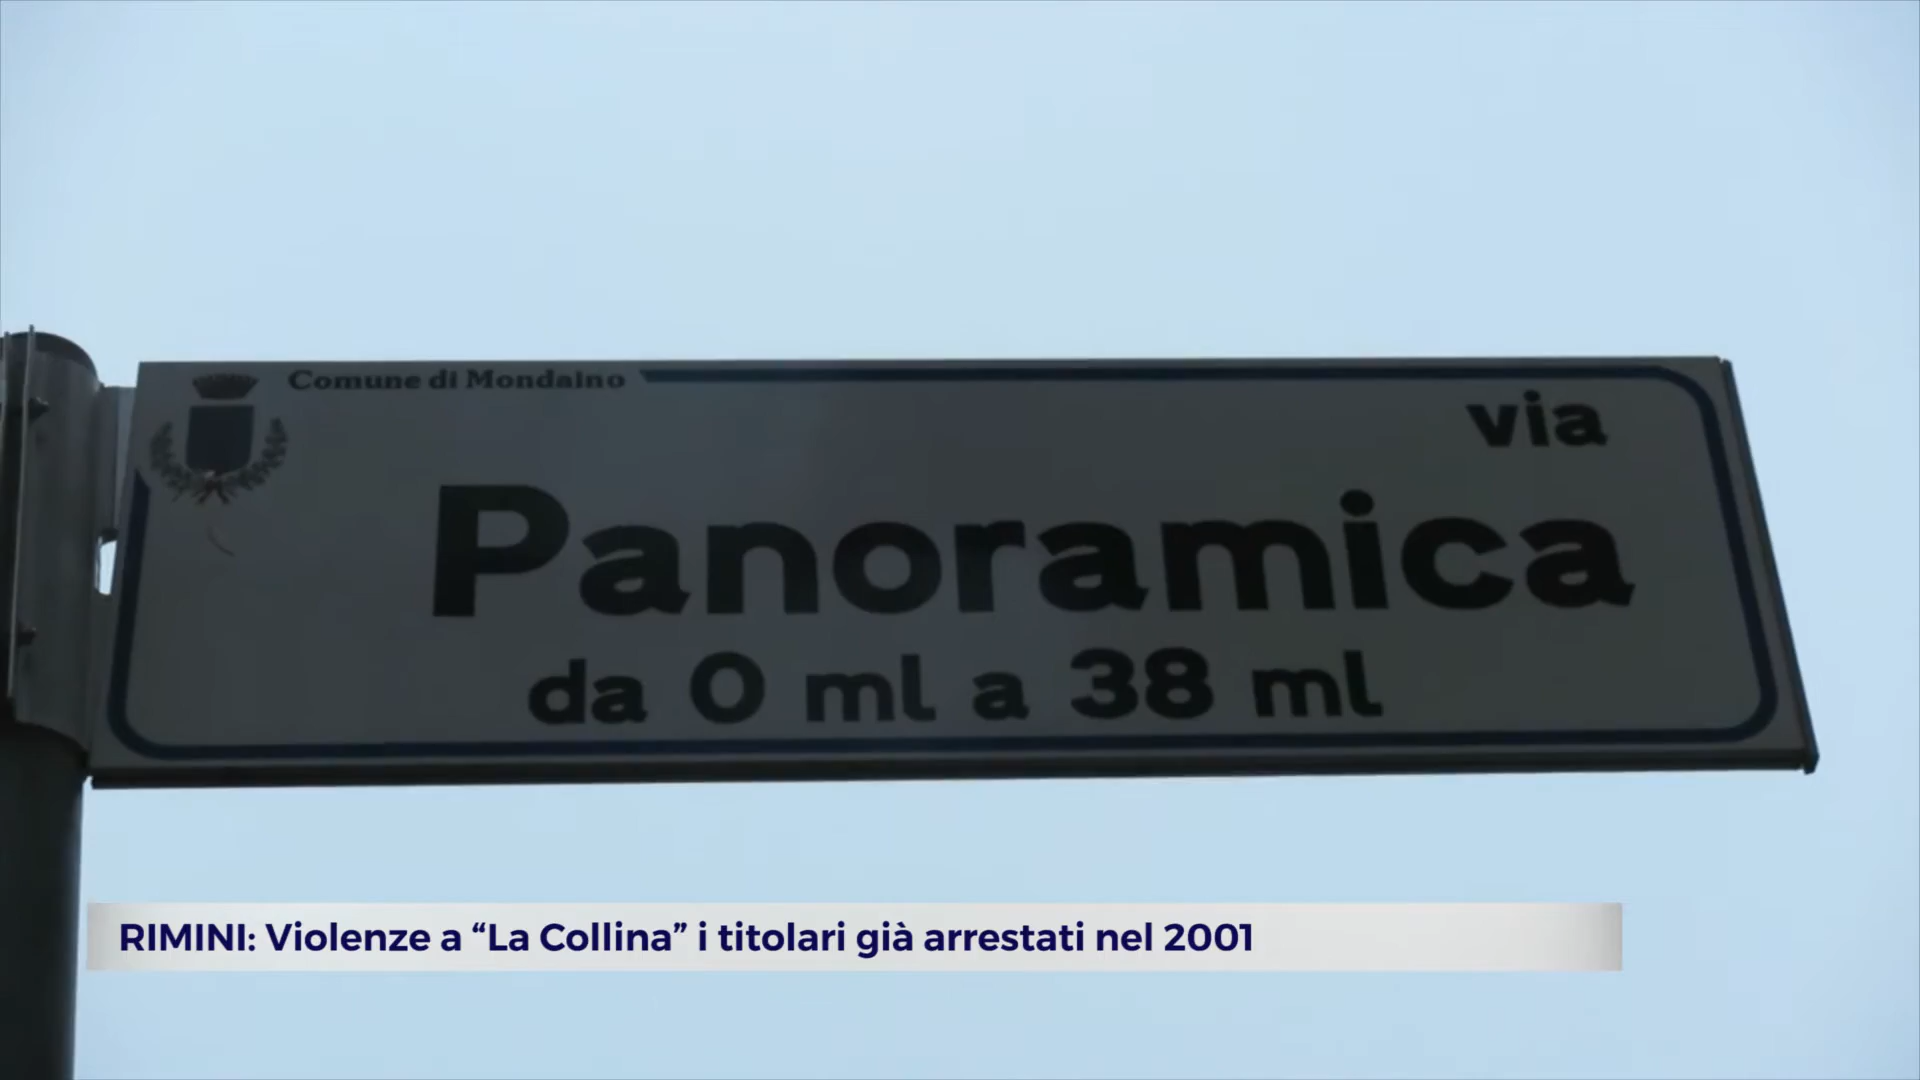 Comune di Mondaino
via
Panoramica
da 0 ml a 38 ml
RIMINI: Violenze a “La Collina” i titolari già arrestati nel 2001